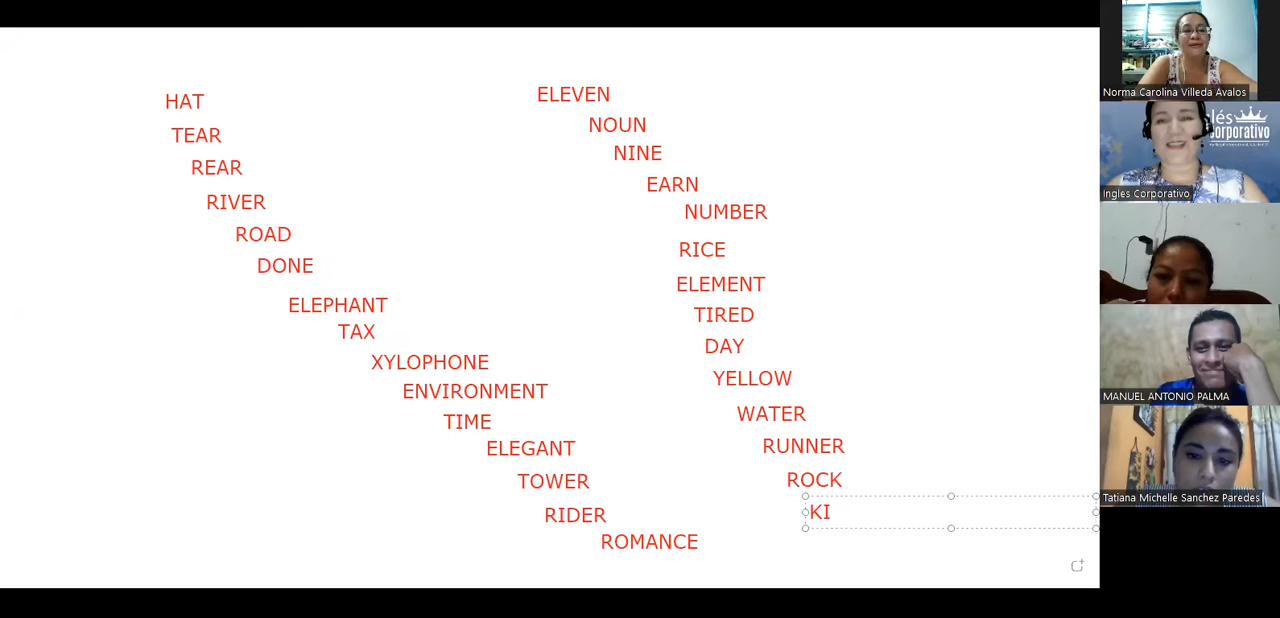 HAT
TEAR
REAR
RIVER
ROAD
DONE
ELEPHANT
TAX
XYLOPHONE
ENVIRONMENT
TIME
ELEGANT
TOWER
RIDER
ROMANCE
ELEVEN
NOUN
NINE
EARN
NUMBER
RICE
ELEMENT
TIRED
DAY
YELLOW
WATER
RUNNER
ROCK
KI
Norma Carolina Villeda Avalos
glés
Corporativo
Ingles Corporativo
MANUEL ANTONIO PALMA
Tatiana Michelle Sanchez Paredes